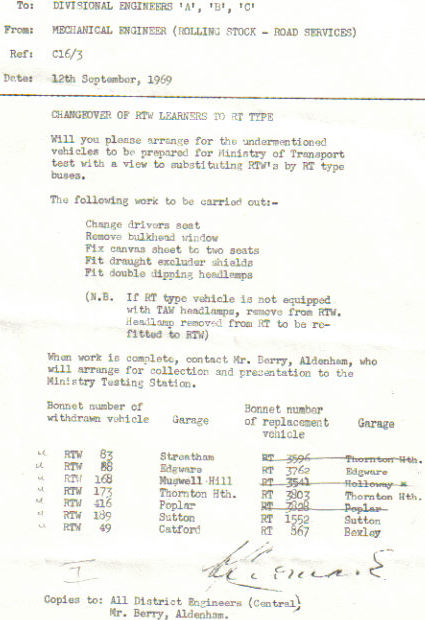 To: DIVISIONAL ENGINEERS 'A', 'B', 'C'
From: MECHANICAL ENGINEER (ROLLING STOCK - ROAD SERVICES)
Ref: C16/3
Date: 12th September, 1969
CHANGEOVER OF RTW LEARNERS TO RT TYPE
Will you please arrange for the undermentioned
vehicles to be prepared for Ministry of Transport
test with a view to substituting RTW's by RT type
buses.
The following work to be carried out:-
Change drivers seat
Remove bulkhead window
Fix canvas sheet to two seats
Fit draught excluder shields
Fit double dipping headlamps
(N.B. If RT type vehicle is not equipped
with TAW headlamps, remove from RTW.
Headlamp removed from RT to be re-
fitted to RTW)
When work is complete, contact Mr. Berry, Aldenham, who
will arrange for collection and presentation to the
Ministry Testing Station.
Bonnet number of withdrawn vehicle Garage Bonnet number of replacement vehicle Garage
RTW 83 Streatham RT 3596 Thornton Hth.
RTW 88 Edgware RT 3762 Edgware
RTW 168 Muswell Hill RT 3541 Holloway
RTW 173 Thornton Hth. RT 3803 Thornton Hth.
RTW 416 Poplar RT Poplar
RTW 189 Sutton RT 1552 Sutton
RTW 49 Catford RT 867 Bexley
Copies to: All District Engineers (Central)
Mr. Berry, Aldenham.